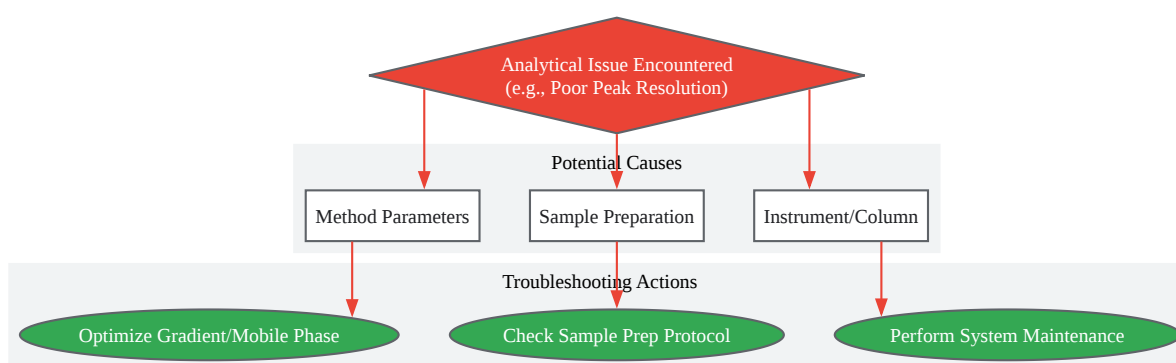 Analytical Issue Encountered
(e.g., Poor Peak Resolution)
Potential Causes
Method Parameters
Sample Preparation
Instrument/Column
Troubleshooting Actions
Optimize Gradient/Mobile Phase
Check Sample Prep Protocol
Perform System Maintenance